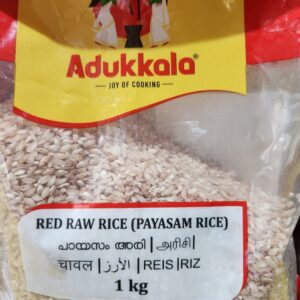 Adukkala®
JOY OF COOKING
RED RAW RICE (PAYASAM RICE)
പായസം അരി | அரிசி |
चावल | الأرز | REIS | RIZ
1 kg